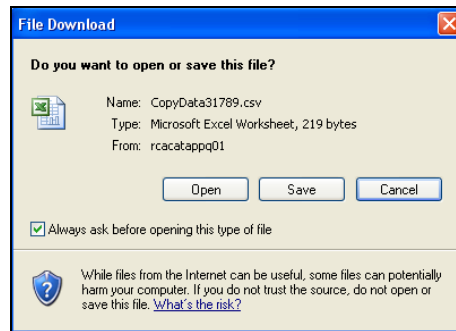 File Download
Do you want to open or save this file?
Name: CopyData31789.csv
Type: Microsoft Excel Worksheet, 219 bytes
From: rcacatappq01
Open Save Cancel
Always ask before opening this type of file
While files from the Internet can be useful, some files can potentially
harm your computer. If you do not trust the source, do not open or
save this file. What's the risk?